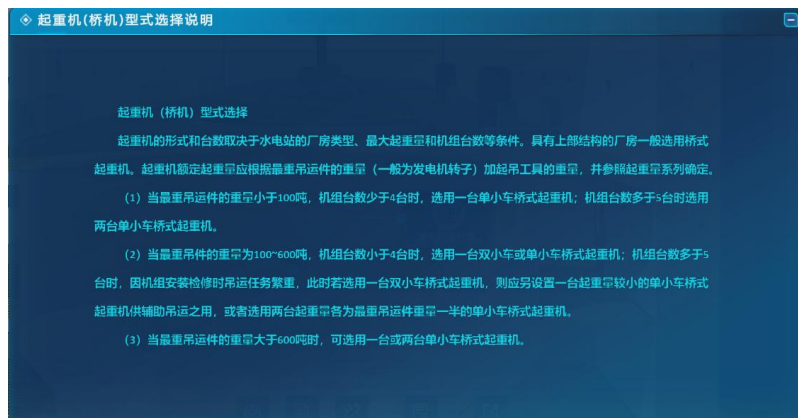 起重机(桥机)型式选择说明
起重机（桥机）型式选择
起重机的形式和台数取决于水电站的厂房类型、最大起重量和机组台数等条件。具有上部结构的厂房一般选用桥式
起重机。起重机额定起重量应根据最重吊运件的重量（一般为发电机转子）加起吊工具的重量，并参照起重量系列确定。
（1）当最重吊运件的重量小于100吨，机组台数少于4台时，选用一台单小车桥式起重机；机组台数多于5台时选用
两台单小车桥式起重机。
（2）当最重吊件的重量为100~600吨，机组台数小于4台时，选用一台双小车或单小车桥式起重机；机组台数多于5
台时，因机组安装检修时吊运任务繁重，此时若选用一台双小车桥式起重机，则应另设置一台起重量较小的单小车桥式
起重机供辅助吊运之用，或者选用两台起重量各为最重吊运件重量一半的单小车桥式起重机。
（3）当最重吊运件的重量大于600吨时，可选用一台或两台单小车桥式起重机。